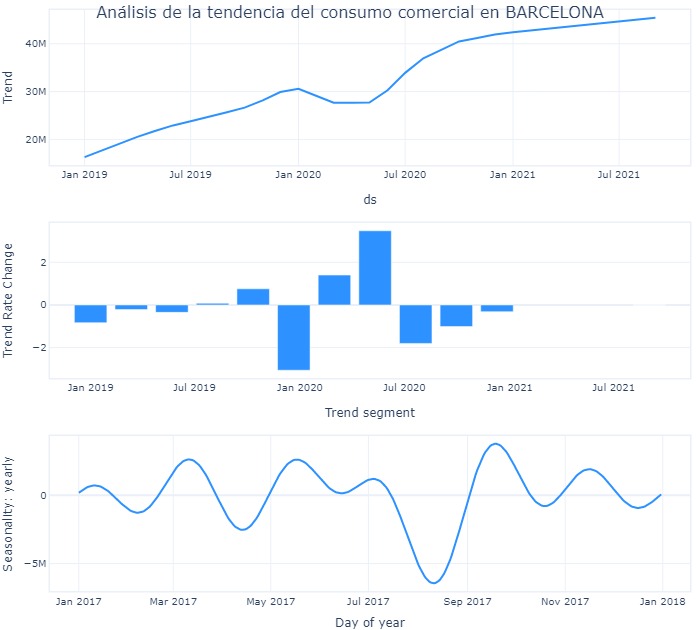 Análisis de la tendencia del consumo comercial en BARCELONA
Trend
40M
30M
20M
Jan 2019 Jul 2019 Jan 2020 Jul 2020 Jan 2021 Jul 2021
ds
Trend Rate Change
2
0
−2
Jan 2019 Jul 2019 Jan 2020 Jul 2020 Jan 2021 Jul 2021
Trend segment
Seasonality: yearly
0
−5M
Jan 2017 Mar 2017 May 2017 Jul 2017 Sep 2017 Nov 2017 Jan 2018
Day of year